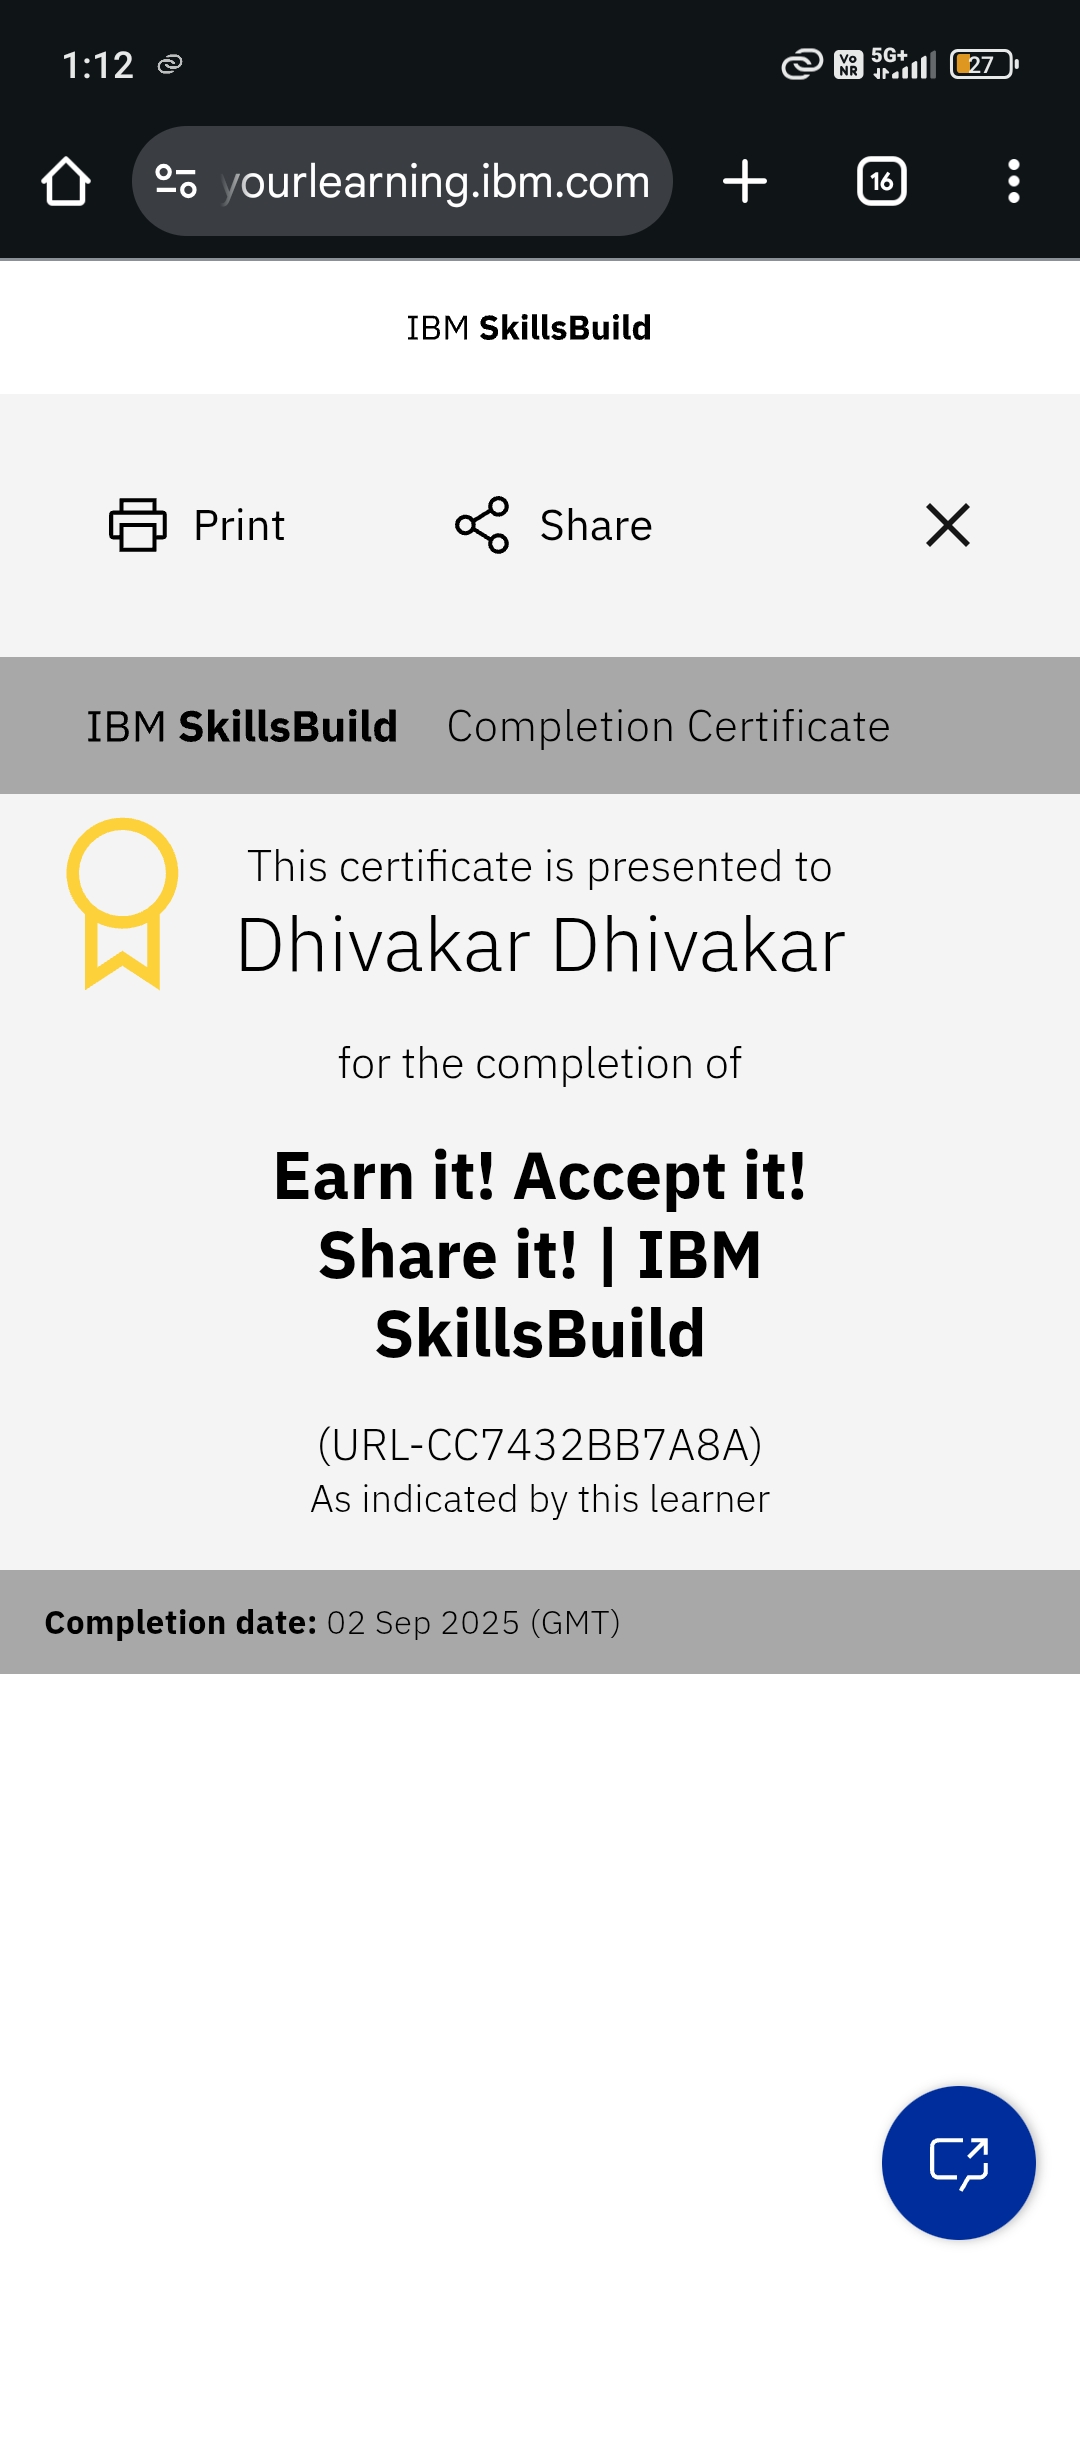 1:12 Vo NR 5G+ 27
yourlearning.ibm.com 16
IBM SkillsBuild
Print Share
IBM SkillsBuild Completion Certificate
This certificate is presented to
Dhivakar Dhivakar
for the completion of
Earn it! Accept it!
Share it! | IBM
SkillsBuild
(URL-CC7432BB7A8A)
As indicated by this learner
Completion date: 02 Sep 2025 (GMT)